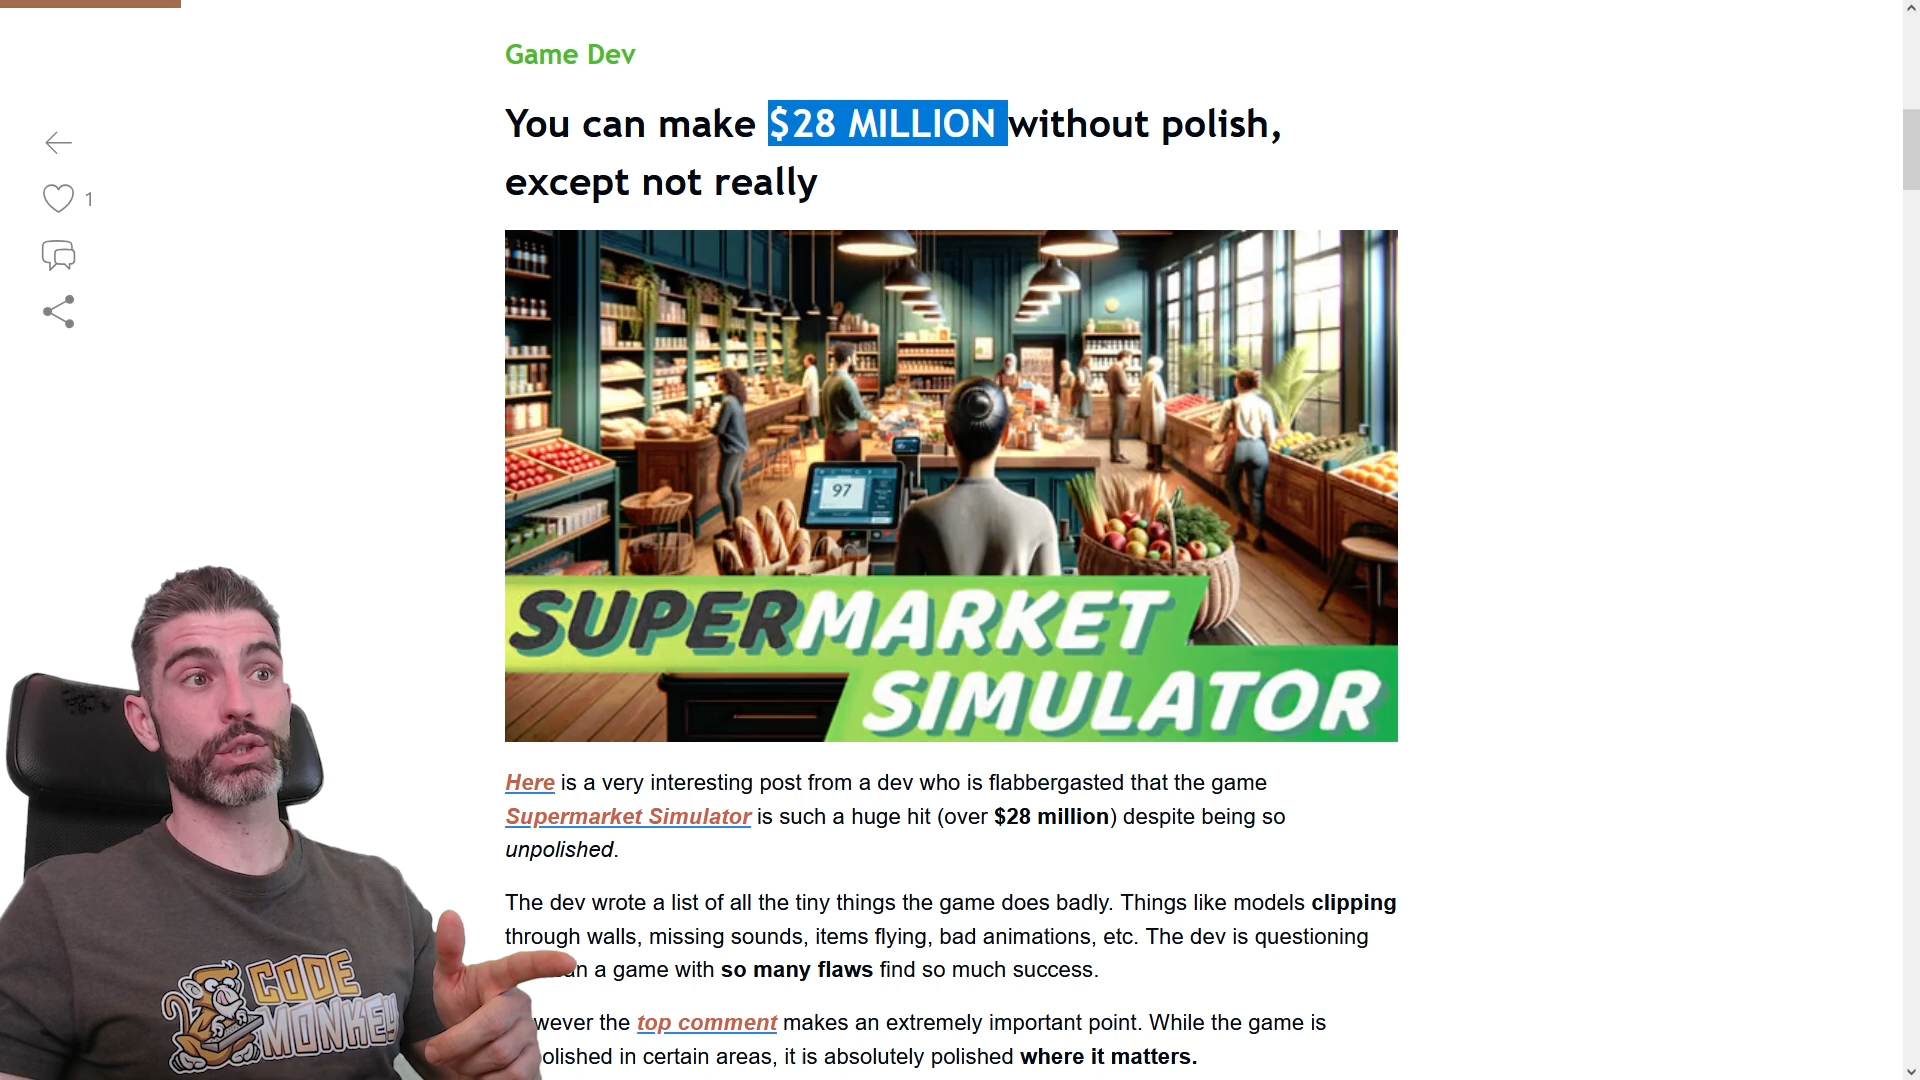 Game Dev
You can make $28 MILLION without polish,
except not really
1
97
SUPERMARKET
SIMULATOR
Here is a very interesting post from a dev who is flabbergasted that the game
Supermarket Simulator is such a huge hit (over $28 million) despite being so
unpolished.
The dev wrote a list of all the tiny things the game does badly. Things like models clipping
through walls, missing sounds, items flying, bad animations, etc. The dev is questioning
a game with so many flaws find so much success.
the top comment makes an extremely important point. While the game is
in certain areas, it is absolutely polished where it matters.
CODE
MONKEY